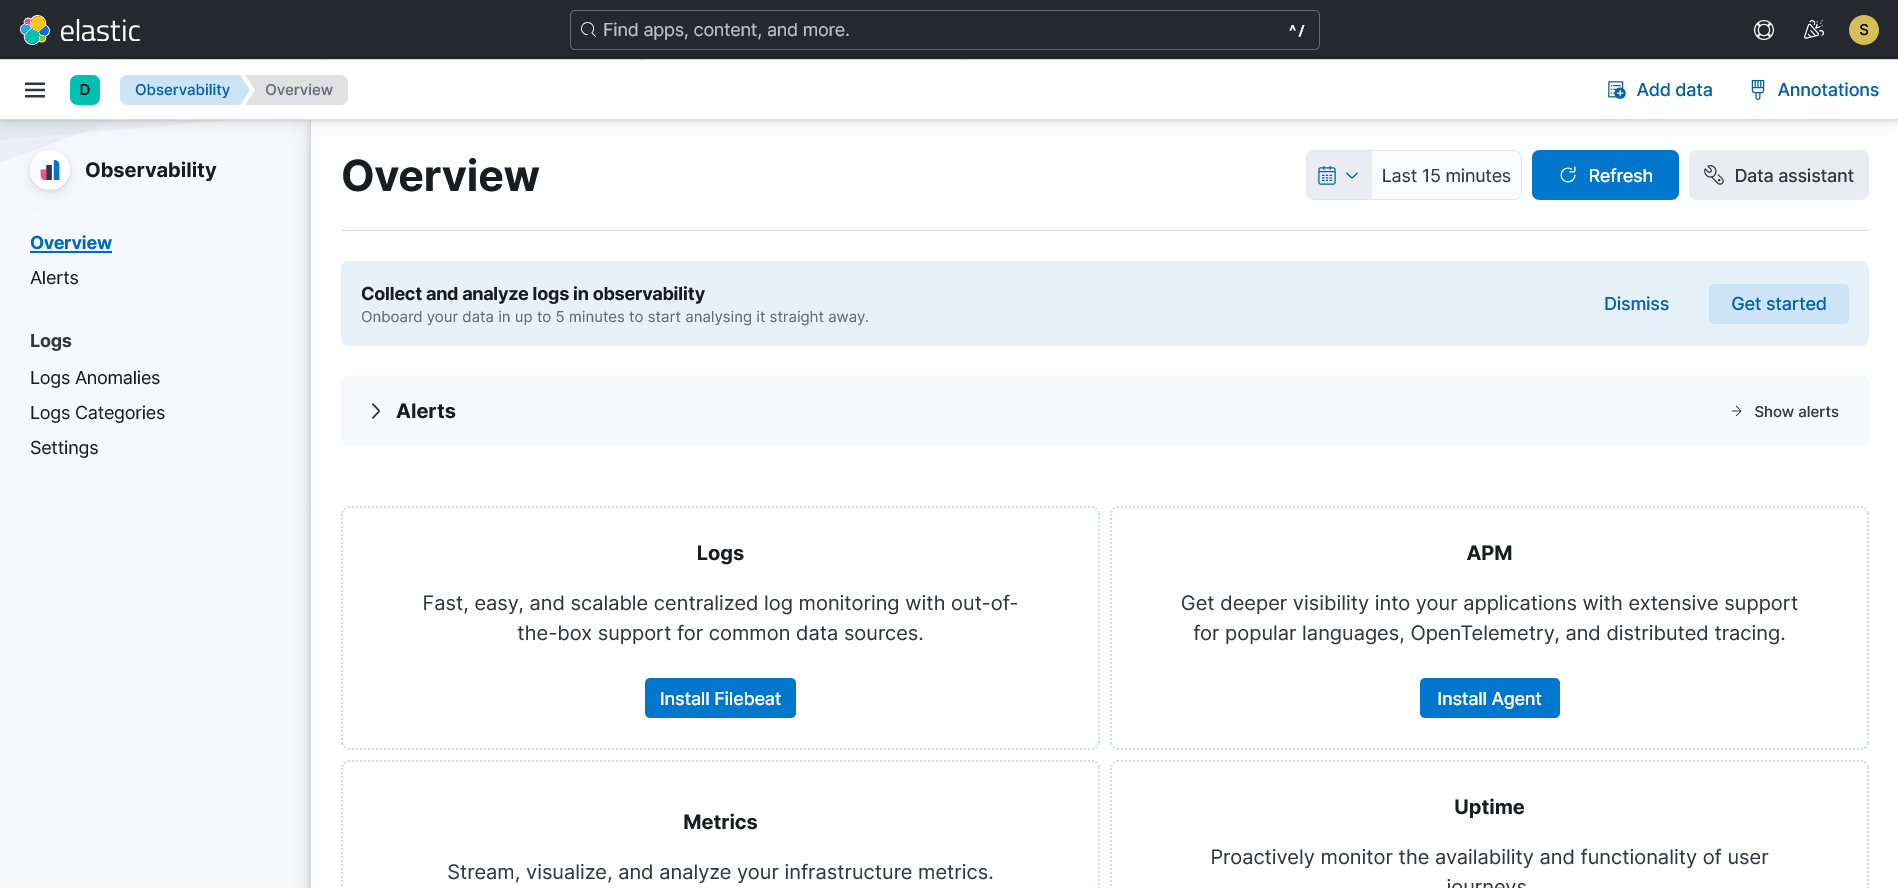 elastic
Find apps, content, and more.
^/
S
D
Observability
Overview
Add data
Annotations
Observability
Overview
Alerts
Logs
Logs Anomalies
Logs Categories
Settings
Overview
Last 15 minutes
Refresh
Data assistant
Collect and analyze logs in observability
Onboard your data in up to 5 minutes to start analysing it straight away.
Dismiss
Get started
Alerts
Show alerts
Logs
Fast, easy, and scalable centralized log monitoring with out-of-
the-box support for common data sources.
Install Filebeat
APM
Get deeper visibility into your applications with extensive support
for popular languages, OpenTelemetry, and distributed tracing.
Install Agent
Metrics
Stream, visualize, and analyze your infrastructure metrics.
Uptime
Proactively monitor the availability and functionality of user
journeys.